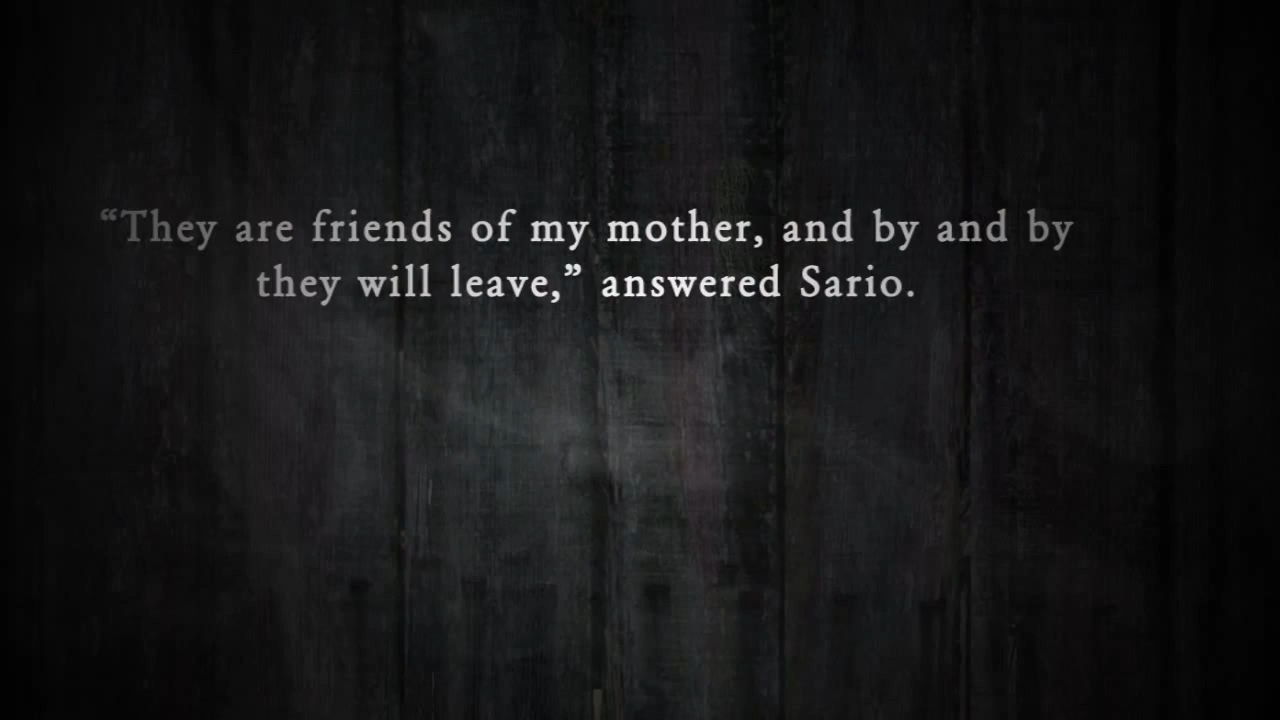 “They are friends of my mother, and by and by
they will leave,” answered Sario.